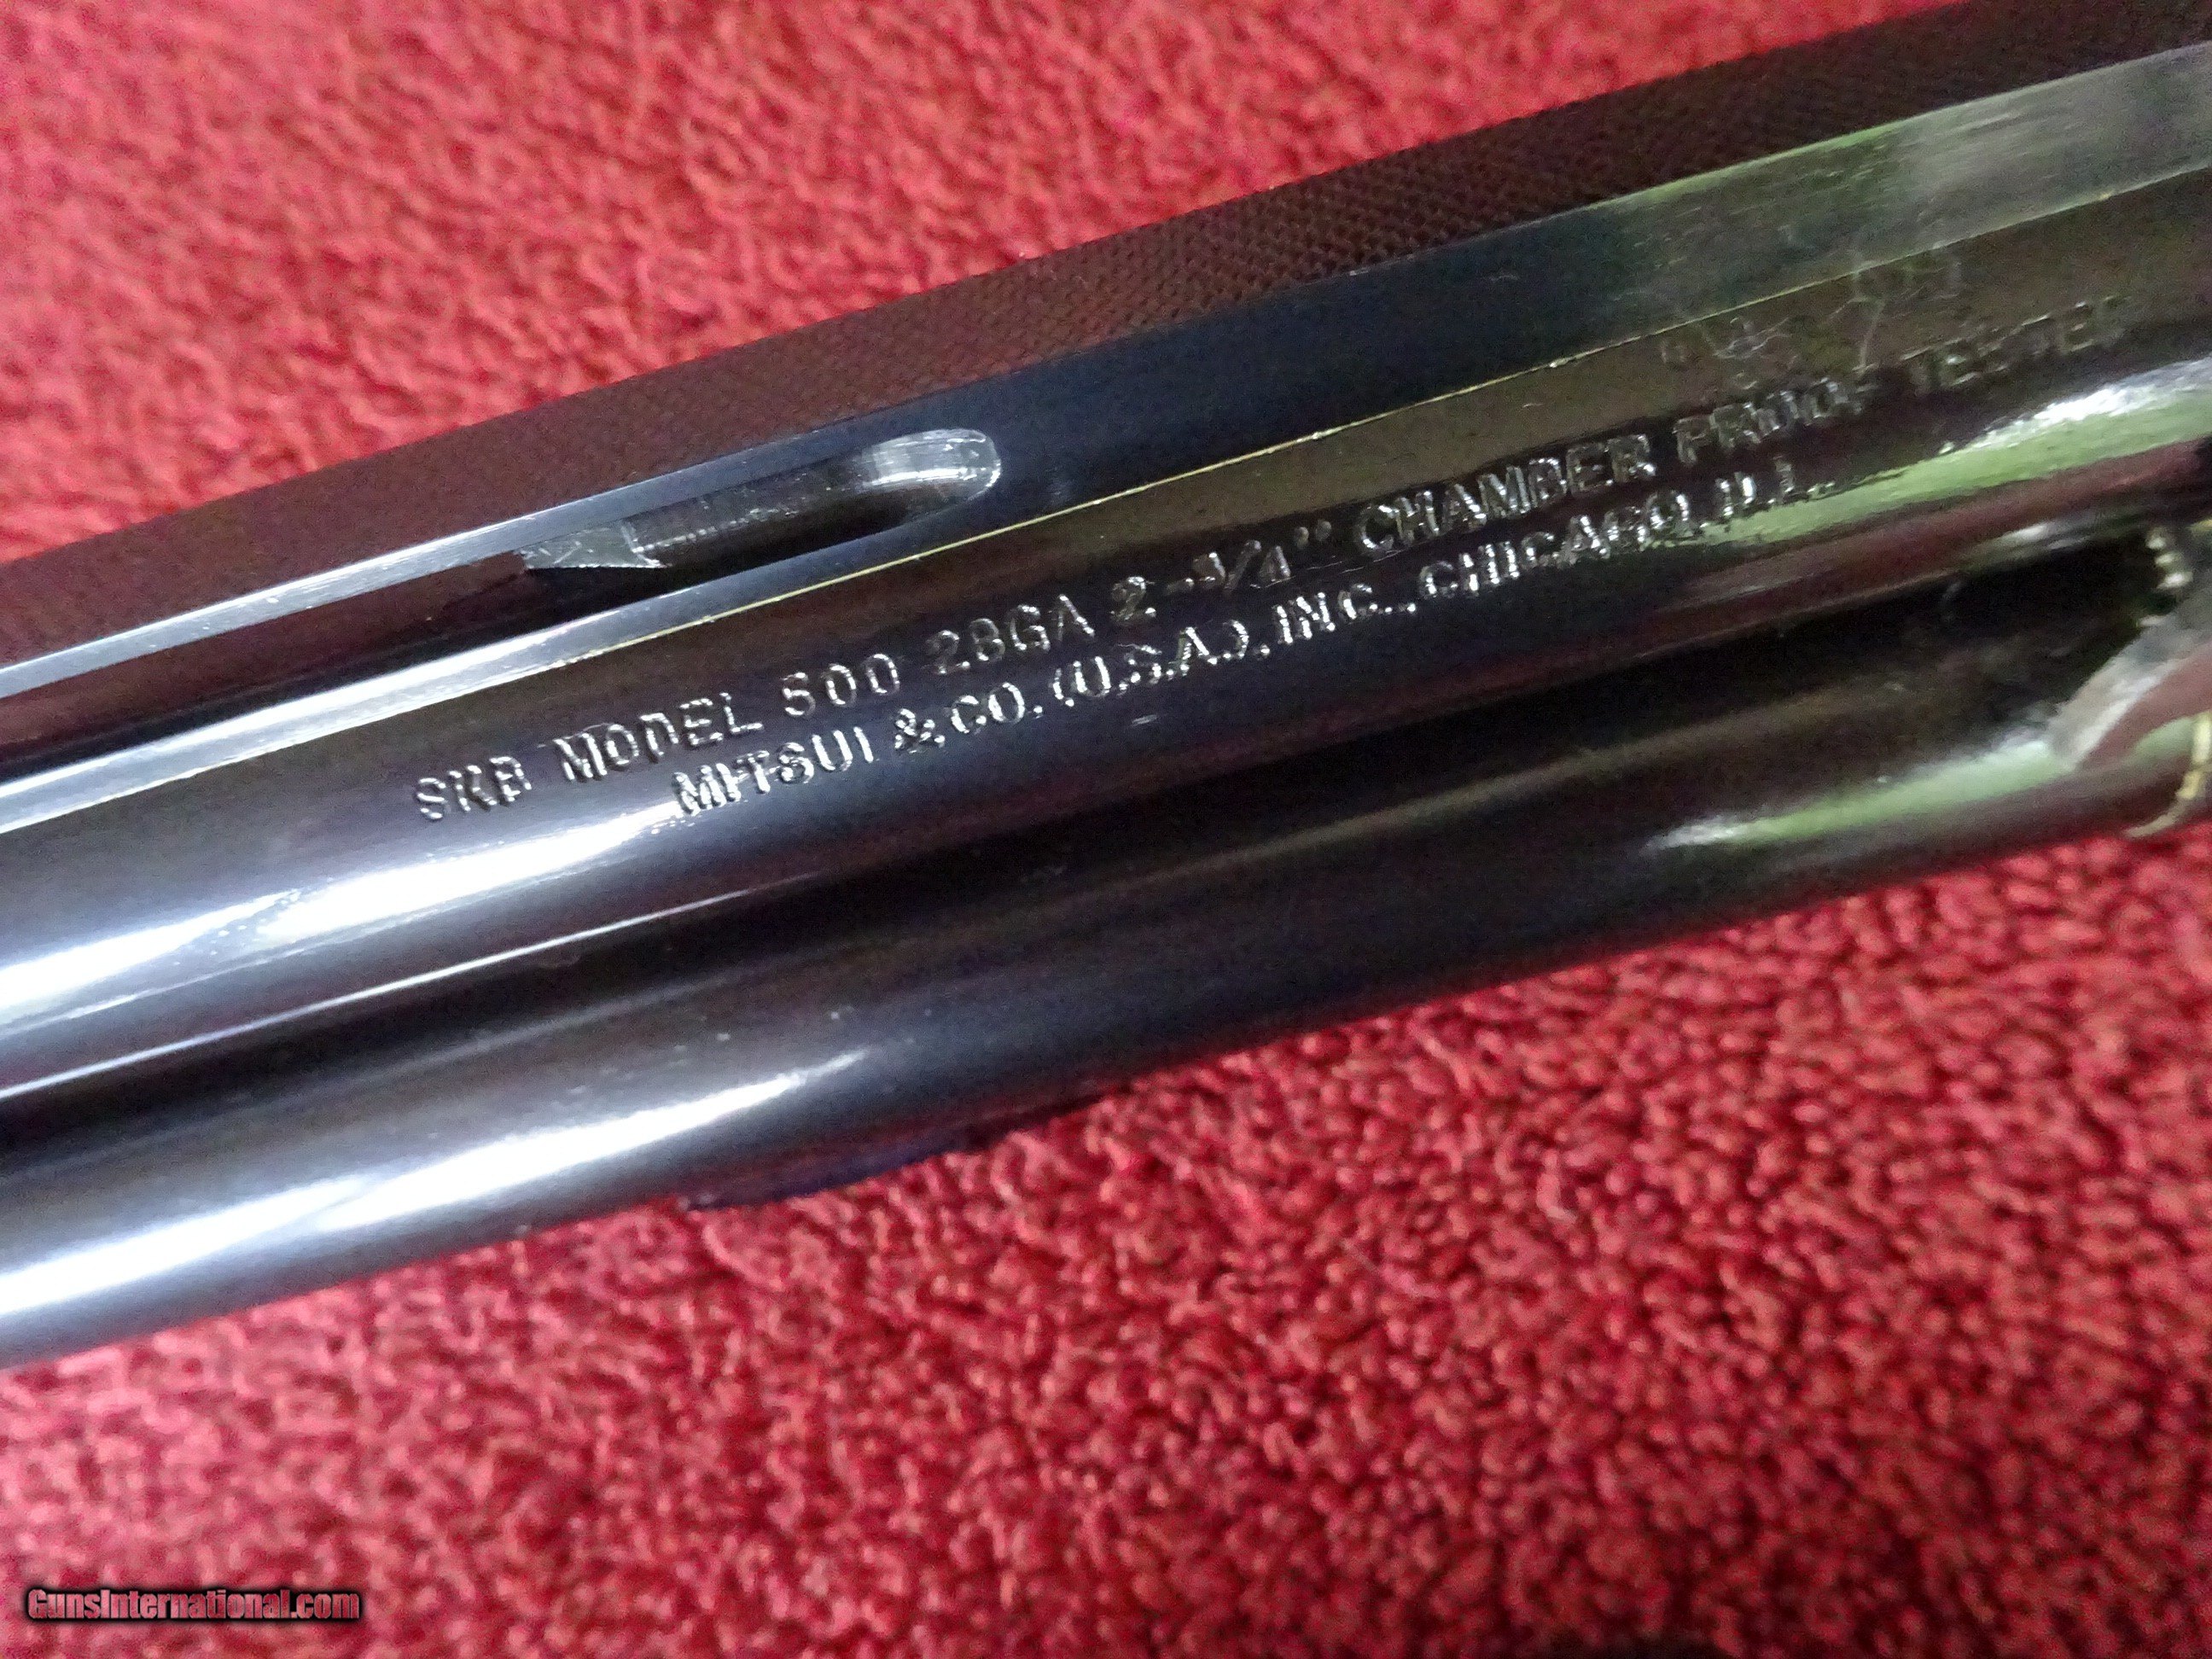 SKB MODEL 500 28GA 2-3/4" CHAMBER PROOF TESTED
MITSUI & CO. (U.S.A.), INC., CHICAGO, ILL.
GunsInternational.com